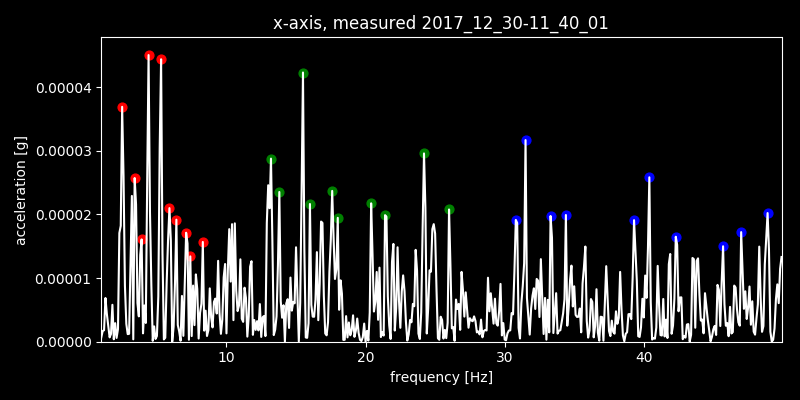 x-axis, measured 2017_12_30-11_40_01
acceleration [g]
0.00004
0.00003
0.00002
0.00001
0.00000
10 20 30 40
frequency [Hz]